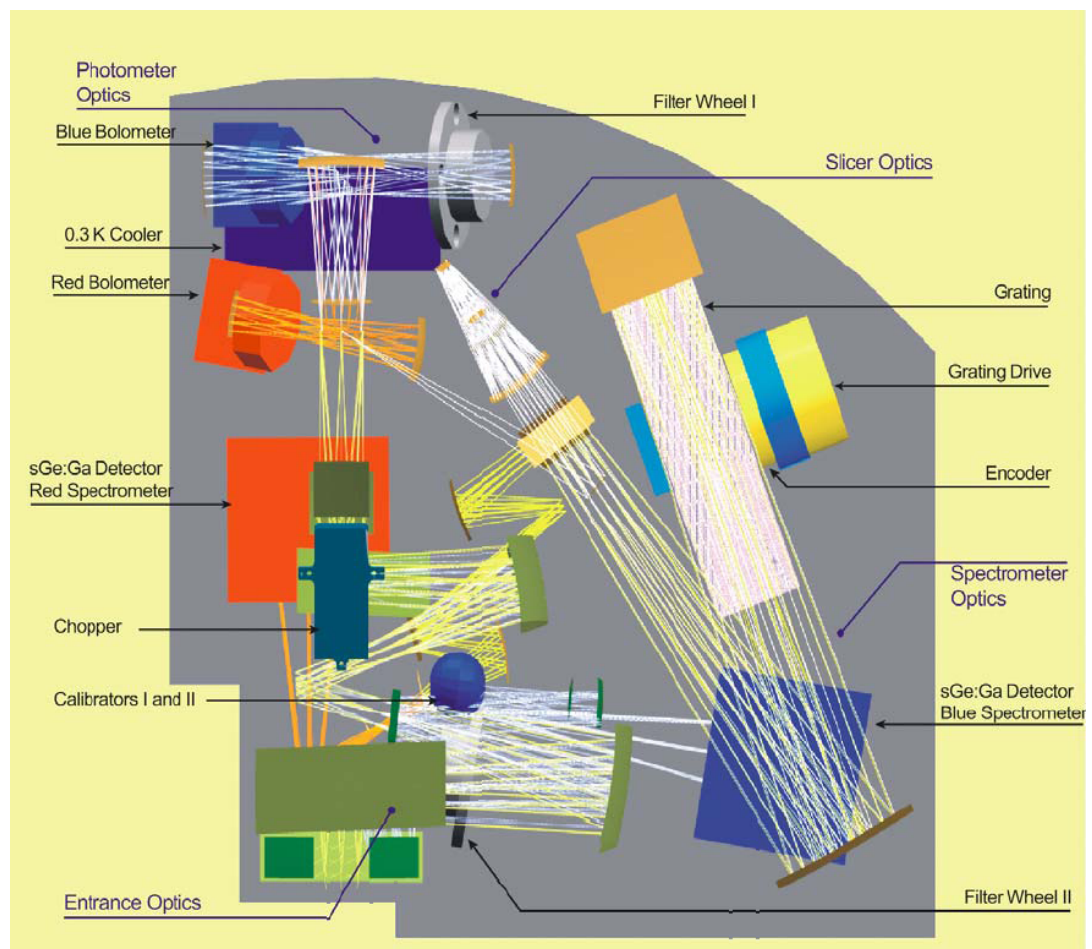 Photometer
Optics
Filter Wheel I
Blue Bolometer
Slicer Optics
0.3 K Cooler
Red Bolometer
Grating
Grating Drive
sGe:Ga Detector
Red Spectrometer
Encoder
Spectrometer
Optics
Chopper
Calibrators I and II
sGe:Ga Detector
Blue Spectrometer
Entrance Optics
Filter Wheel II